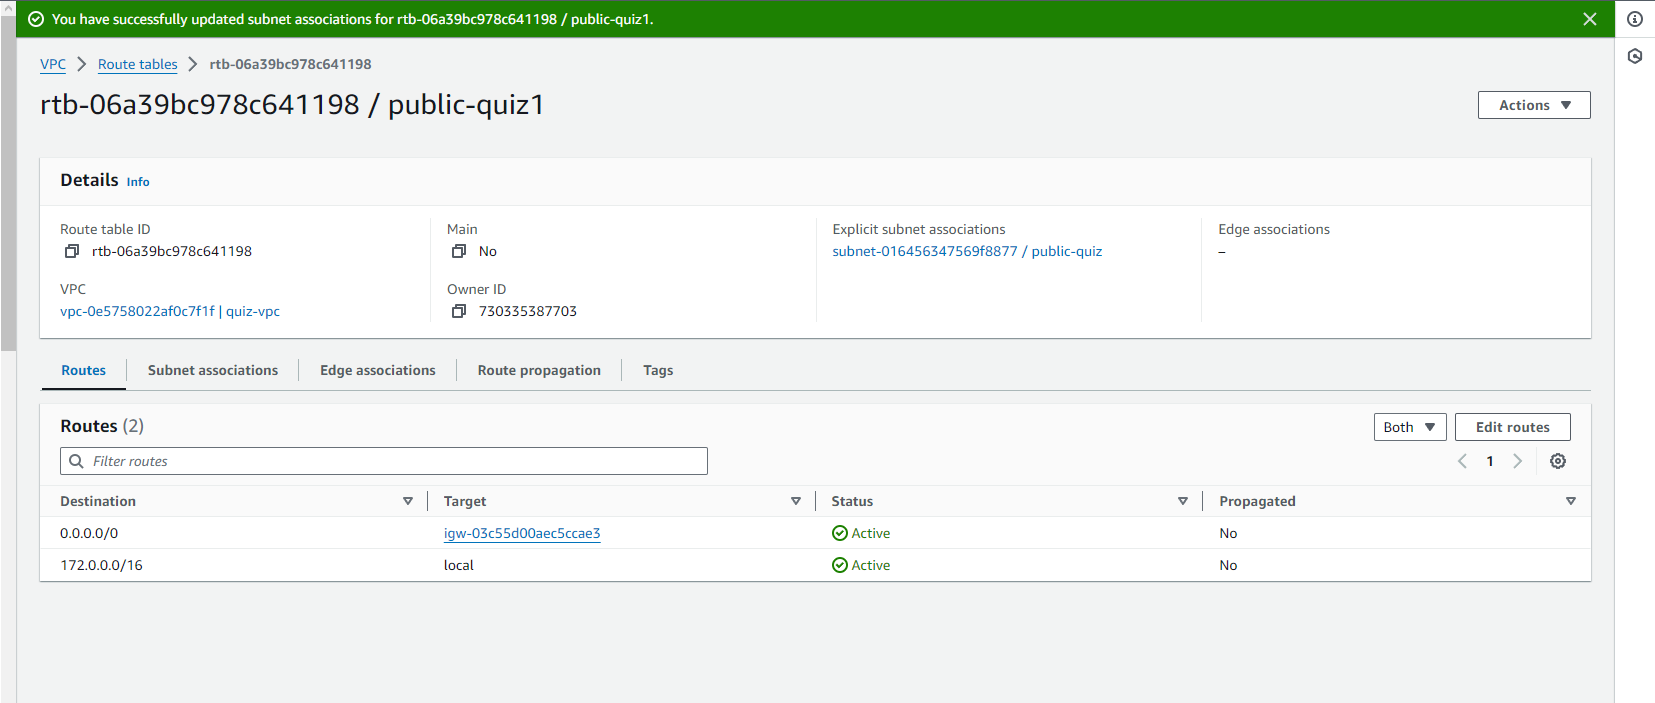 You have successfully updated subnet associations for rtb-06a39bc978c641198 / public-quiz1.
VPC > Route tables > rtb-06a39bc978c641198
rtb-06a39bc978c641198 / public-quiz1
Actions
Details Info
Route table ID
rtb-06a39bc978c641198
Main
No
Explicit subnet associations
subnet-016456347569f8877 / public-quiz
Edge associations
–
VPC
vpc-0e5758022af0c7f1f | quiz-vpc
Owner ID
730335387703
Routes Subnet associations Edge associations Route propagation Tags
Routes (2)
Both Edit routes
Filter routes
1
Destination Target Status Propagated
0.0.0.0/0 igw-03c55d00aec5ccae3 Active No
172.0.0.0/16 local Active No